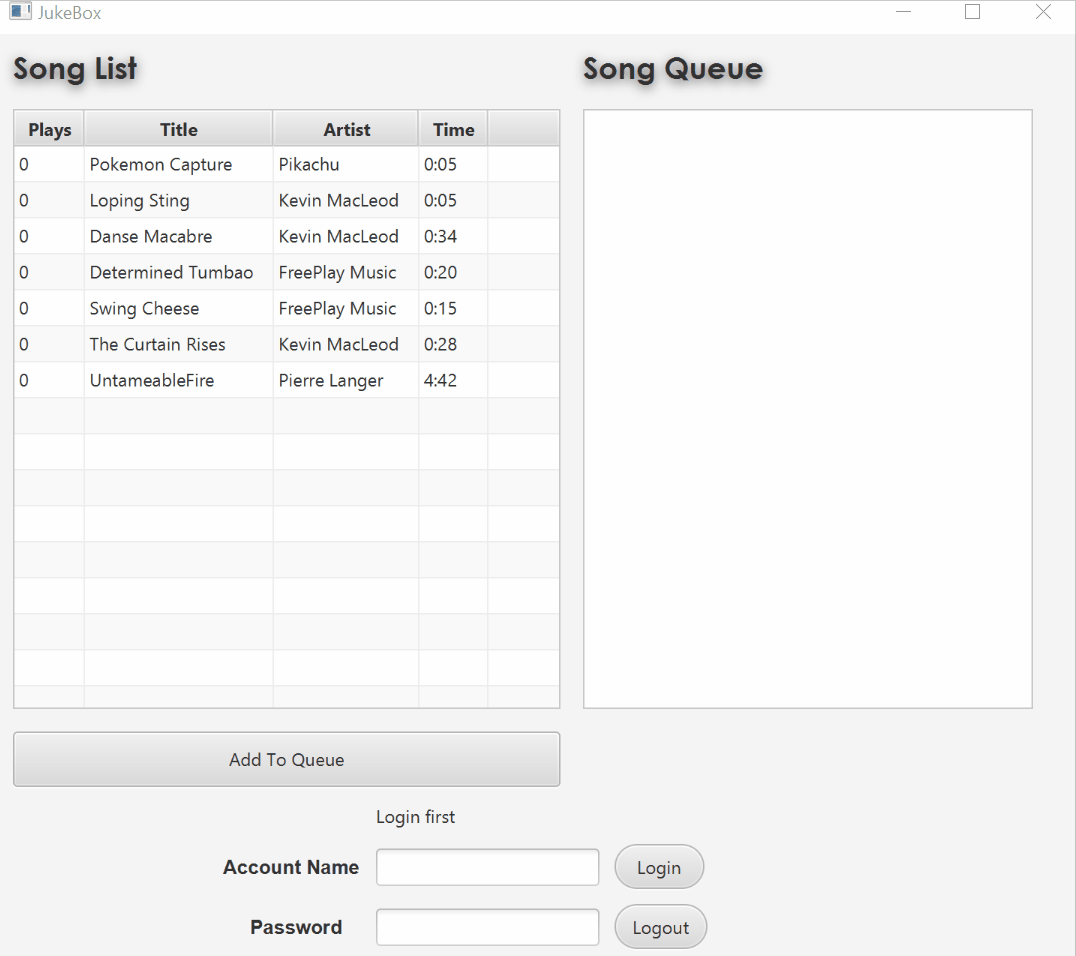 JukeBox
Song List
Song Queue
Plays Title Artist Time
0 Pokemon Capture Pikachu 0:05
0 Loping Sting Kevin MacLeod 0:05
0 Danse Macabre Kevin MacLeod 0:34
0 Determined Tumbao FreePlay Music 0:20
0 Swing Cheese FreePlay Music 0:15
0 The Curtain Rises Kevin MacLeod 0:28
0 UntameableFire Pierre Langer 4:42
Add To Queue
Login first
Account Name Login
Password Logout